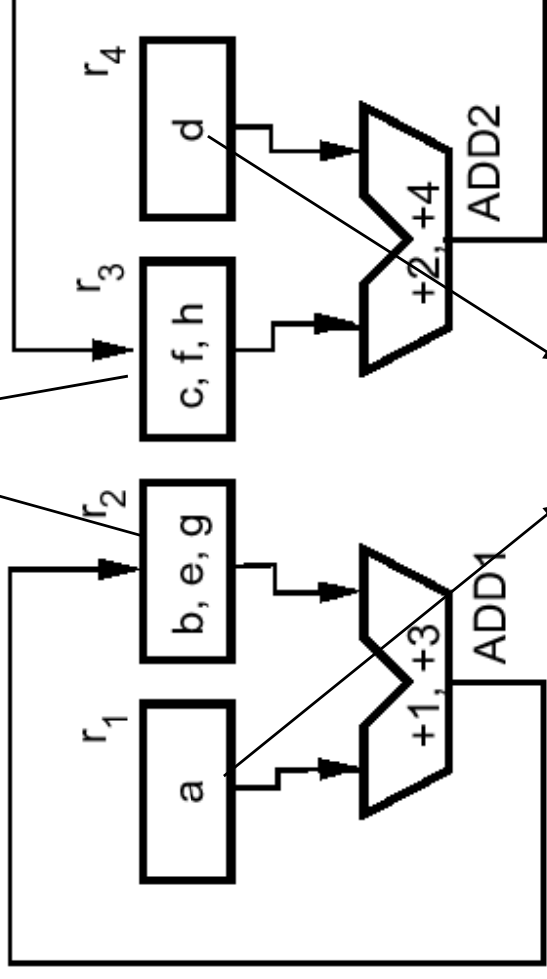 r1
r2
r3
r4
a
b, e, g
c, f, h
d
+1, +3
+2, +4
ADD1
ADD2